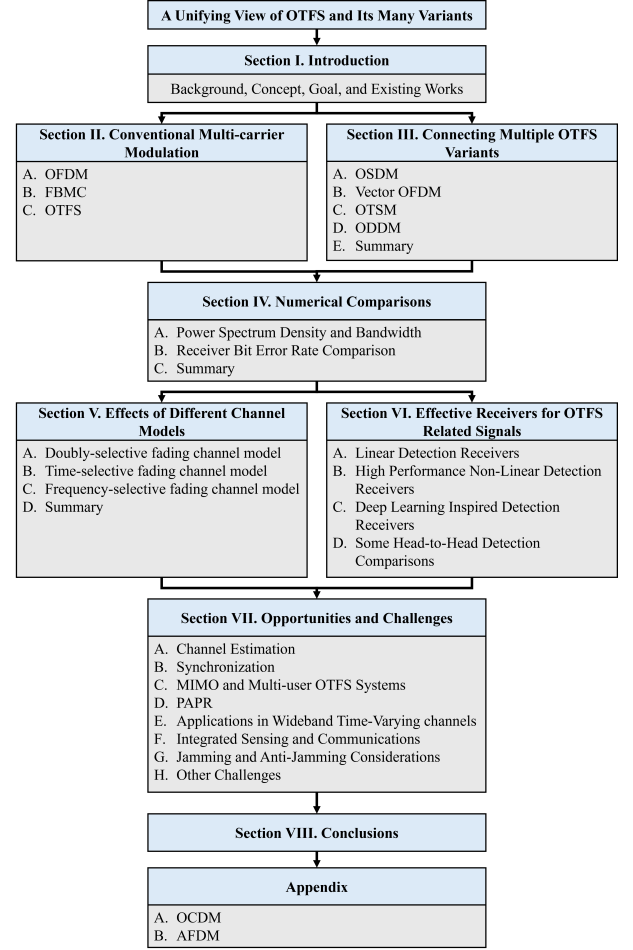 A Unifying View of OTFS and Its Many Variants
Section I. Introduction
Background, Concept, Goal, and Existing Works
Section II. Conventional Multi-carrier
Modulation
A. OFDM
B. FBMC
C. OTFS
Section III. Connecting Multiple OTFS
Variants
A. OSDM
B. Vector OFDM
C. OTSM
D. ODDM
E. Summary
Section IV. Numerical Comparisons
A. Power Spectrum Density and Bandwidth
B. Receiver Bit Error Rate Comparison
C. Summary
Section V. Effects of Different Channel
Models
A. Doubly-selective fading channel model
B. Time-selective fading channel model
C. Frequency-selective fading channel model
D. Summary
Section VI. Effective Receivers for OTFS
Related Signals
A. Linear Detection Receivers
B. High Performance Non-Linear Detection
Receivers
C. Deep Learning Inspired Detection
Receivers
D. Some Head-to-Head Detection
Comparisons
Section VII. Opportunities and Challenges
A. Channel Estimation
B. Synchronization
C. MIMO and Multi-user OTFS Systems
D. PAPR
E. Applications in Wideband Time-Varying channels
F. Integrated Sensing and Communications
G. Jamming and Anti-Jamming Considerations
H. Other Challenges
Section VIII. Conclusions
Appendix
A. OCDM
B. AFDM